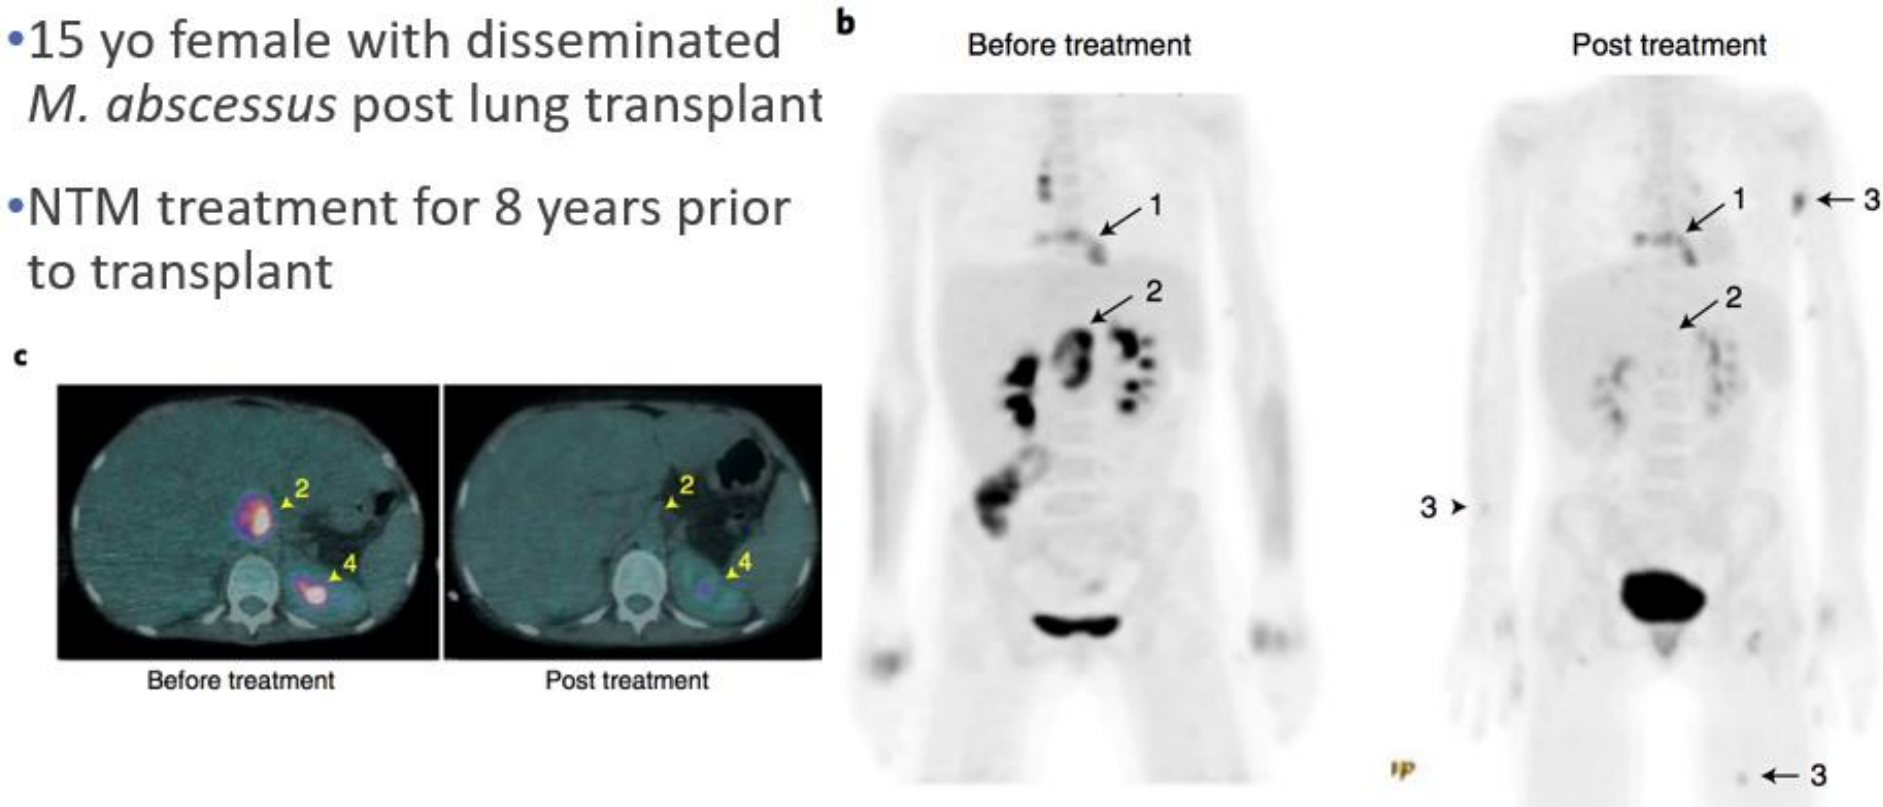 •15 yo female with disseminated
M. abscessus post lung transplant
•NTM treatment for 8 years prior
to transplant
c
2
4
2
4
Before treatment
Post treatment
b
Before treatment
Post treatment
1
2
1
3
2
3
3